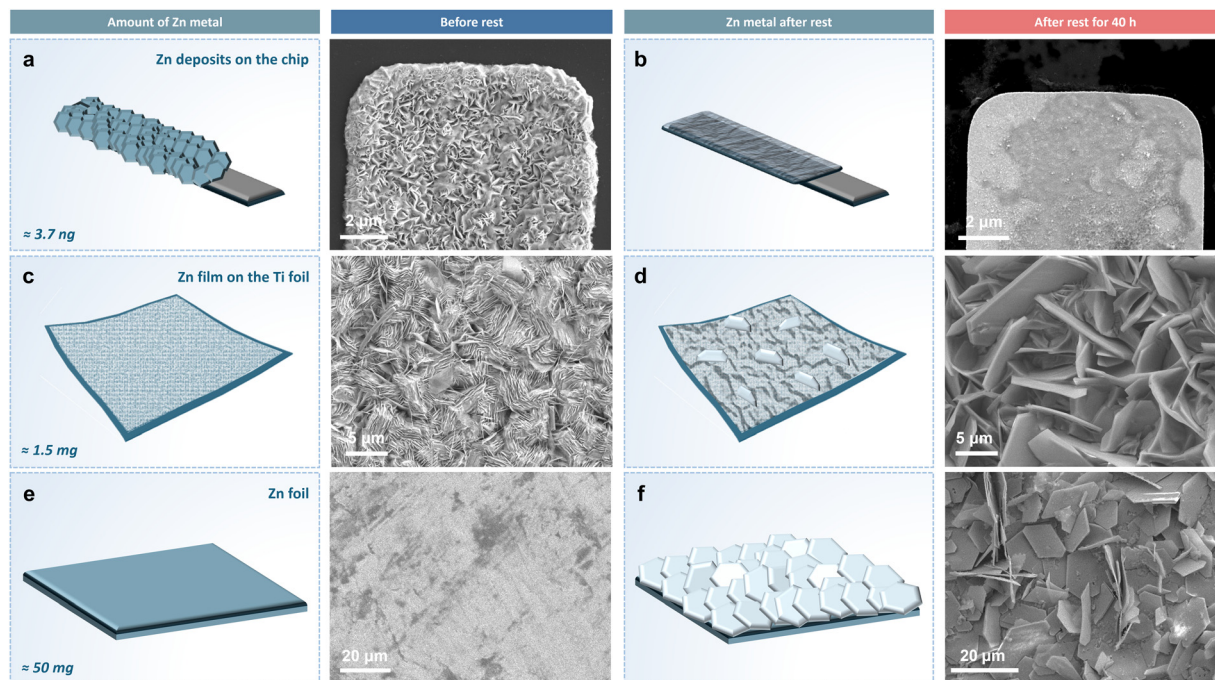 Amount of Zn metal
Before rest
Zn metal after rest
After rest for 40 h
a
Zn deposits on the chip
≈ 3.7 ng
2 μm
b
2 μm
c
Zn film on the Ti foil
≈ 1.5 mg
5 μm
d
5 μm
e
Zn foil
≈ 50 mg
20 μm
f
20 μm